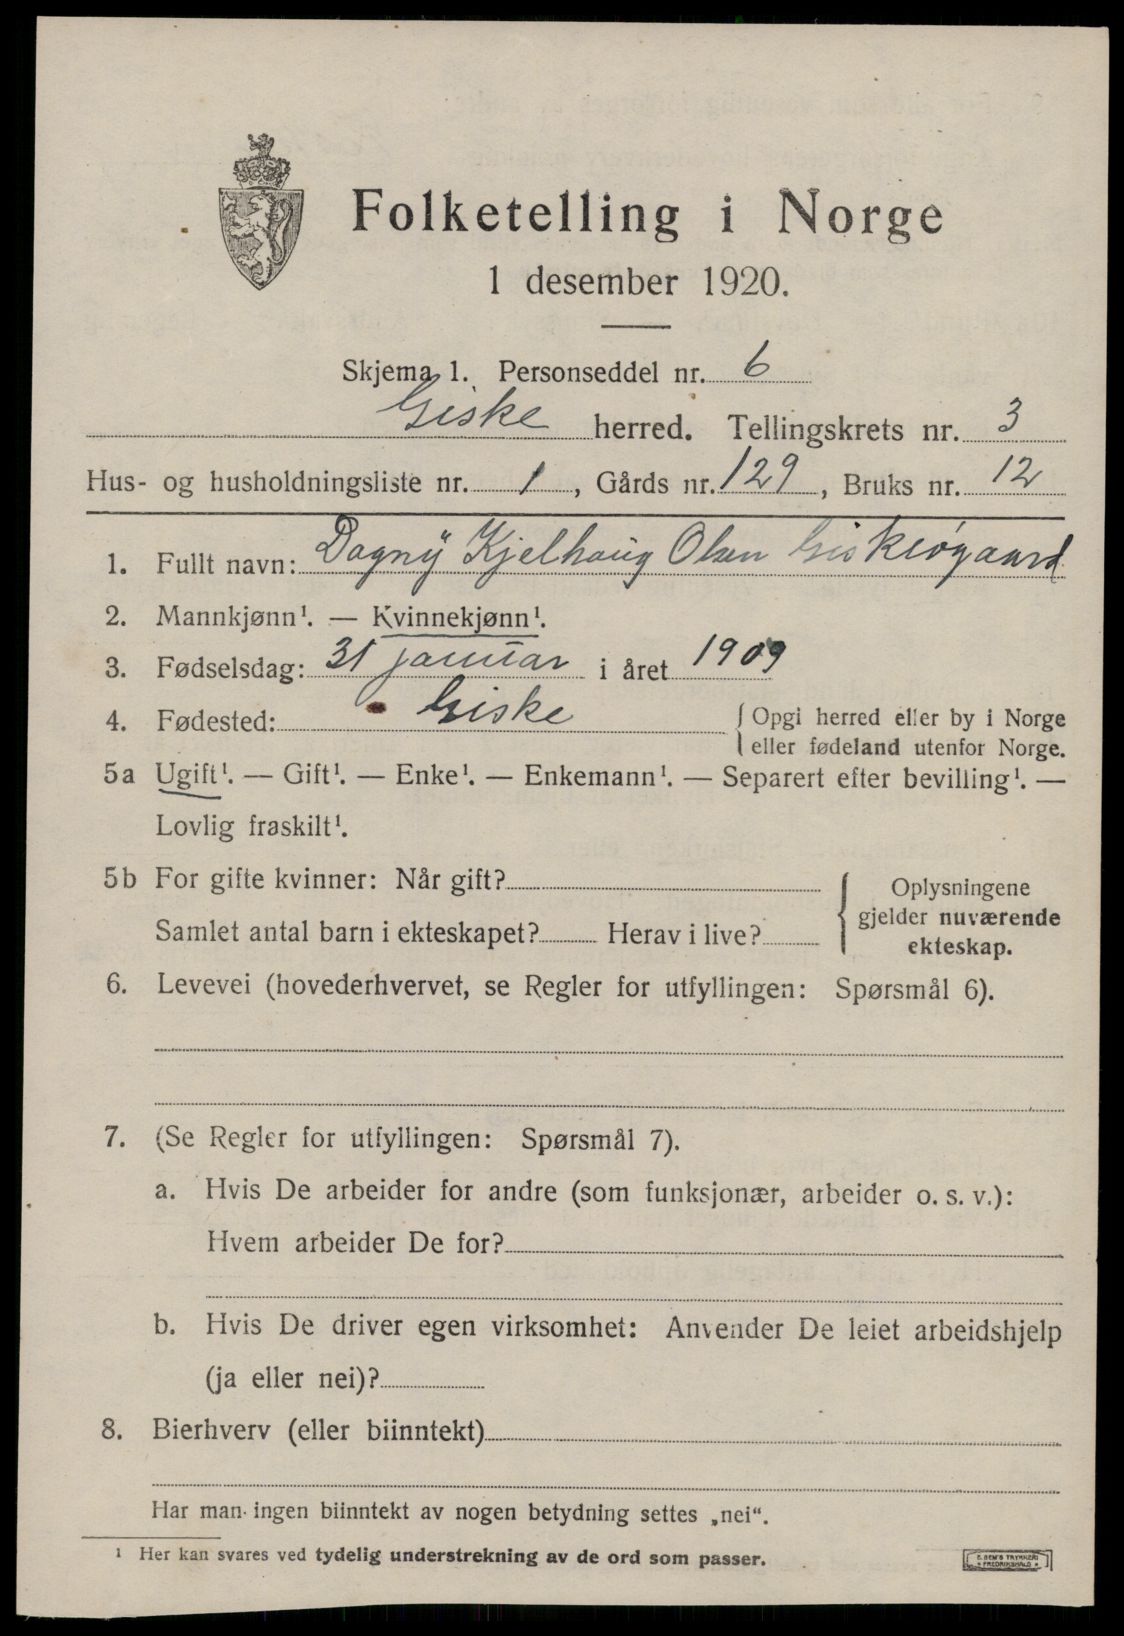 Folketelling i Norge
1 desember 1920.
Skjema 1. Personseddel nr. 6
Giske herred. Tellingskrets nr. 3
Hus- og husholdningsliste nr. 1, Gårds nr. 129, Bruks nr. 12
1. Fullt navn: Dagny Kjelhaug Olsen Giskeøgaard
2. Mannkjønn¹. — Kvinnekjønn¹.
3. Fødselsdag: 31 januar i året 1909
4. Fødested: Giske { Opgi herred eller by i Norge
eller fødeland utenfor Norge.
5a Ugift¹. — Gift¹. — Enke¹. — Enkemann¹. — Separert efter bevilling¹. —
Lovlig fraskilt¹.
5b For gifte kvinner: Når gift?
Samlet antal barn i ekteskapet? Herav i live?
{ Oplysningene
gjelder nuværende
ekteskap.
6. Levevei (hovederhvervet, se Regler for utfyllingen: Spørsmål 6).
7. (Se Regler for utfyllingen: Spørsmål 7).
a. Hvis De arbeider for andre (som funksjonær, arbeider o. s. v.):
Hvem arbeider De for?
b. Hvis De driver egen virksomhet: Anvender De leiet arbeidshjelp
(ja eller nei)?
8. Bierhverv (eller biinntekt)
Har man ingen biinntekt av nogen betydning settes „nei“.
¹ Her kan svares ved tydelig understrekning av de ord som passer.
E. SEM'S TRYKKERI
FREDRIKSHALD